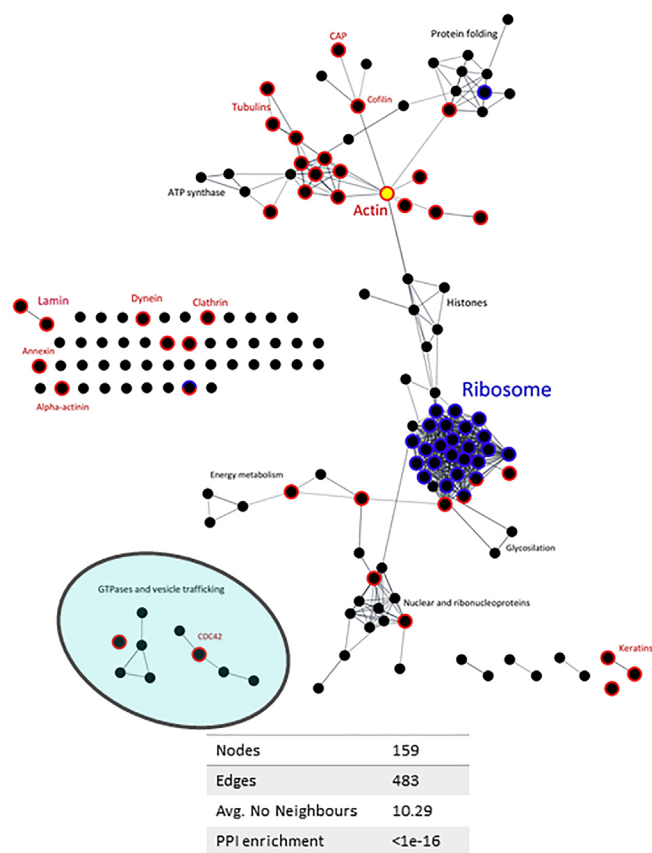 CAP
Protein folding
Cofilin
Tubulins
ATP synthase
Actin
Histones
Lamin
Dynein
Clathrin
Annexin
Alpha-actinin
Ribosome
Energy metabolism
Glycosilation
GTPases and vesicle trafficking
Nuclear and ribonucleoproteins
CDC42
Keratins
Nodes 159
Edges 483
Avg. No Neighbours 10.29
PPI enrichment <1e-16